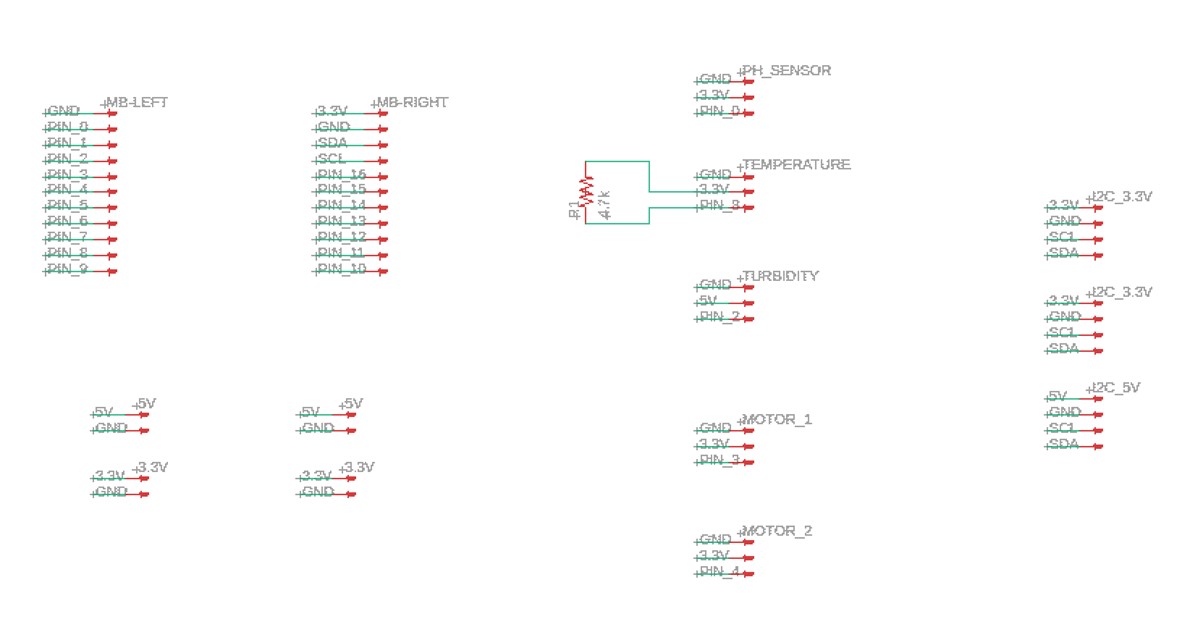 MB-LEFT
GND
PIN_0
PIN_1
PIN_2
PIN_3
PIN_4
PIN_5
PIN_6
PIN_7
PIN_8
PIN_9
MB-RIGHT
3.3V
GND
SDA
SCL
PIN_16
PIN_15
PIN_14
PIN_13
PIN_12
PIN_11
PIN_10
5V
5V
GND
3.3V
3.3V
GND
5V
5V
GND
3.3V
3.3V
GND
R1
4.7k
PH_SENSOR
GND
3.3V
PIN_0
TEMPERATURE
GND
3.3V
TURBIDITY
GND
5V
PIN_2
MOTOR_1
GND
3.3V
PIN_3
MOTOR_2
GND
3.3V
PIN_4
I2C_3.3V
3.3V
GND
SCL
SDA
I2C_3.3V
3.3V
GND
SCL
SDA
I2C_5V
5V
GND
SCL
SDA